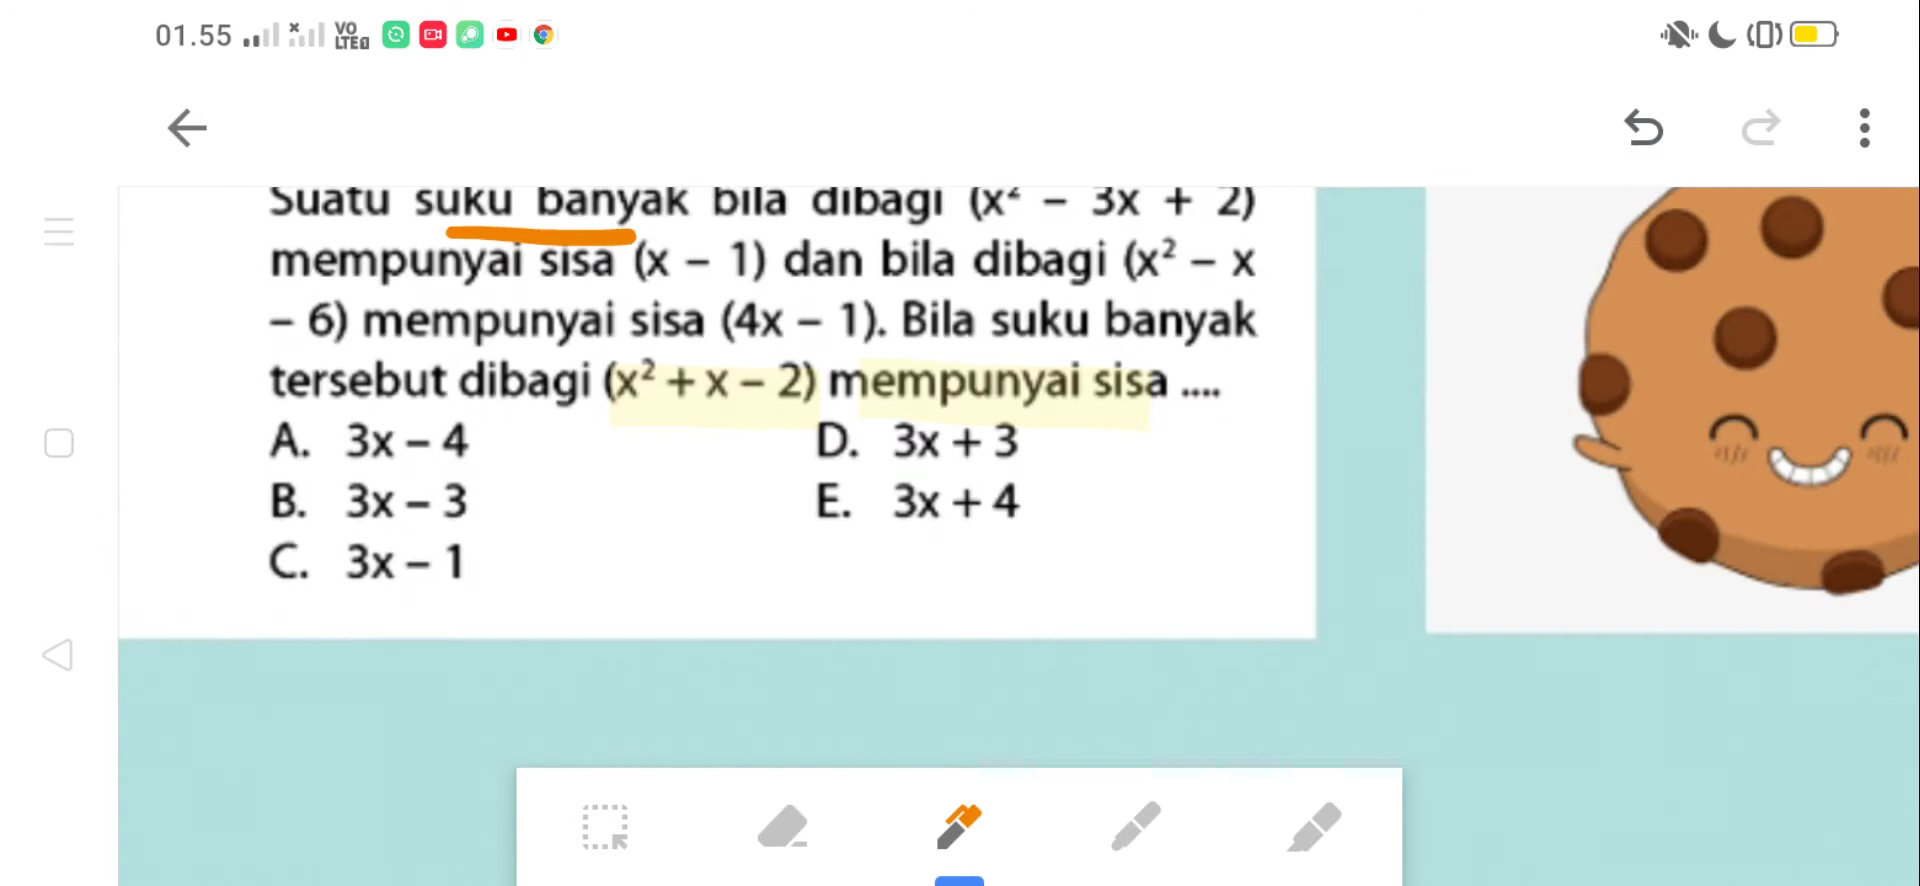 01.55 VO LTE
Suatu suku banyak bila dibagi (x² – 3x + 2)
mempunyai sisa (x – 1) dan bila dibagi (x² – x
– 6) mempunyai sisa (4x – 1). Bila suku banyak
tersebut dibagi (x² + x – 2) mempunyai sisa ....
A. 3x – 4 D. 3x + 3
B. 3x – 3 E. 3x + 4
C. 3x – 1